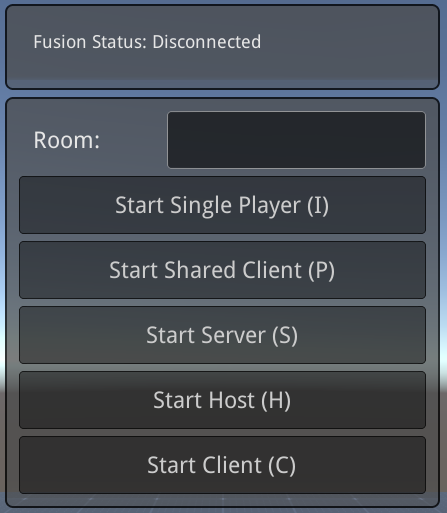 Fusion Status: Disconnected
Room:
Start Single Player (I)
Start Shared Client (P)
Start Server (S)
Start Host (H)
Start Client (C)